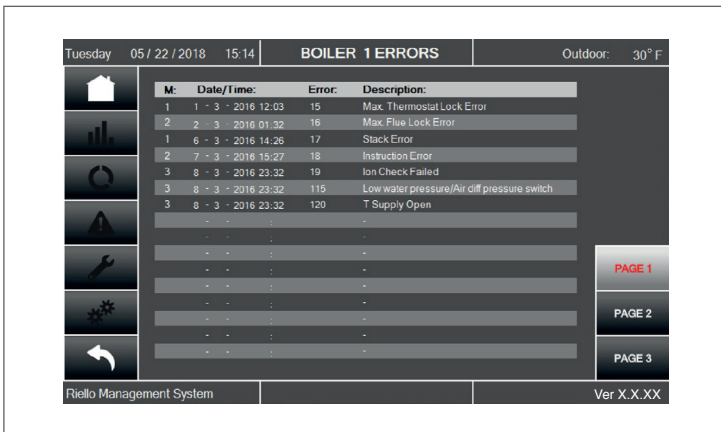 Tuesday 05 / 22 / 2018 15:14 BOILER 1 ERRORS Outdoor: 30° F
M: Date/Time: Error: Description:
1 1 - 3 - 2016 12:03 15 Max. Thermostat Lock Error
2 2 - 3 - 2016 01:32 16 Max. Flue Lock Error
1 6 - 3 - 2016 14:26 17 Stack Error
2 7 - 3 - 2016 15:27 18 Instruction Error
3 8 - 3 - 2016 23:32 19 Ion Check Failed
3 8 - 3 - 2016 23:32 115 Low water pressure/Air diff pressure switch
3 8 - 3 - 2016 23:32 120 T Supply Open
- - : -
- - : -
- - : -
- - : -
- - : -
- - : -
- - : -
- - : -
- - : -
PAGE 1
PAGE 2
PAGE 3
Riello Management System Ver X.X.XX